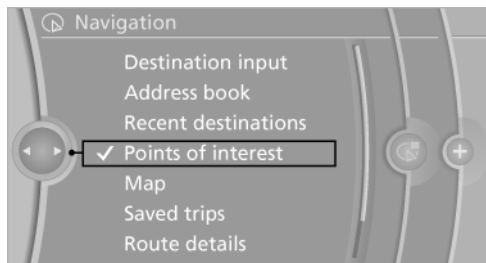 Navigation
Destination input
Address book
Recent destinations
Points of interest
Map
Saved trips
Route details